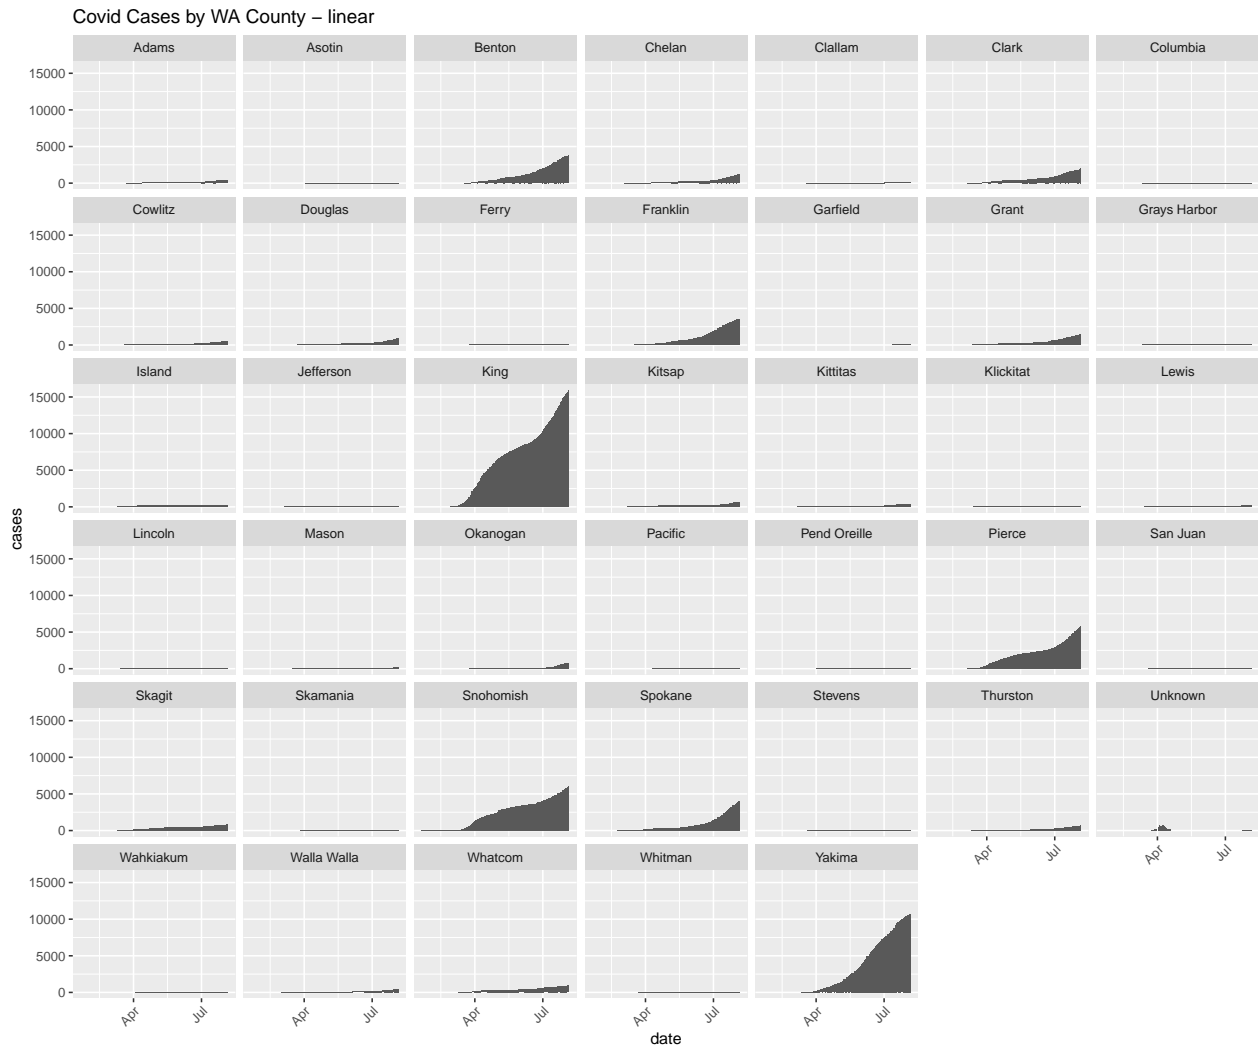 Covid Cases by WA County – linear
Adams Asotin Benton Chelan Clallam Clark Columbia
15000
10000
5000
0
Cowlitz Douglas Ferry Franklin Garfield Grant Grays Harbor
15000
10000
5000
0
Island Jefferson King Kitsap Kittitas Klickitat Lewis
15000
10000
5000
0
cases
Lincoln Mason Okanogan Pacific Pend Oreille Pierce San Juan
15000
10000
5000
0
Skagit Skamania Snohomish Spokane Stevens Thurston Unknown
15000
10000
5000
0
Apr Jul Apr Jul
Wahkiakum Walla Walla Whatcom Whitman Yakima
15000
10000
5000
0
Apr Jul Apr Jul Apr Jul Apr Jul Apr Jul
date